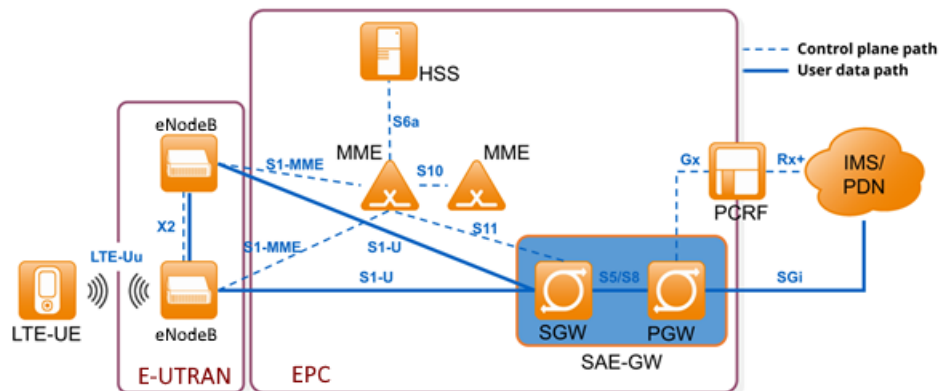 HSS
Control plane path
User data path
eNodeB
S6a
MME
MME
S1-MME
S10
Gx
Rx+
IMS/
PDN
PCRF
X2
S1-MME
S1-U
S11
LTE-Uu
S1-U
S5/S8
SGi
LTE-UE
eNodeB
SGW
PGW
SAE-GW
E-UTRAN
EPC